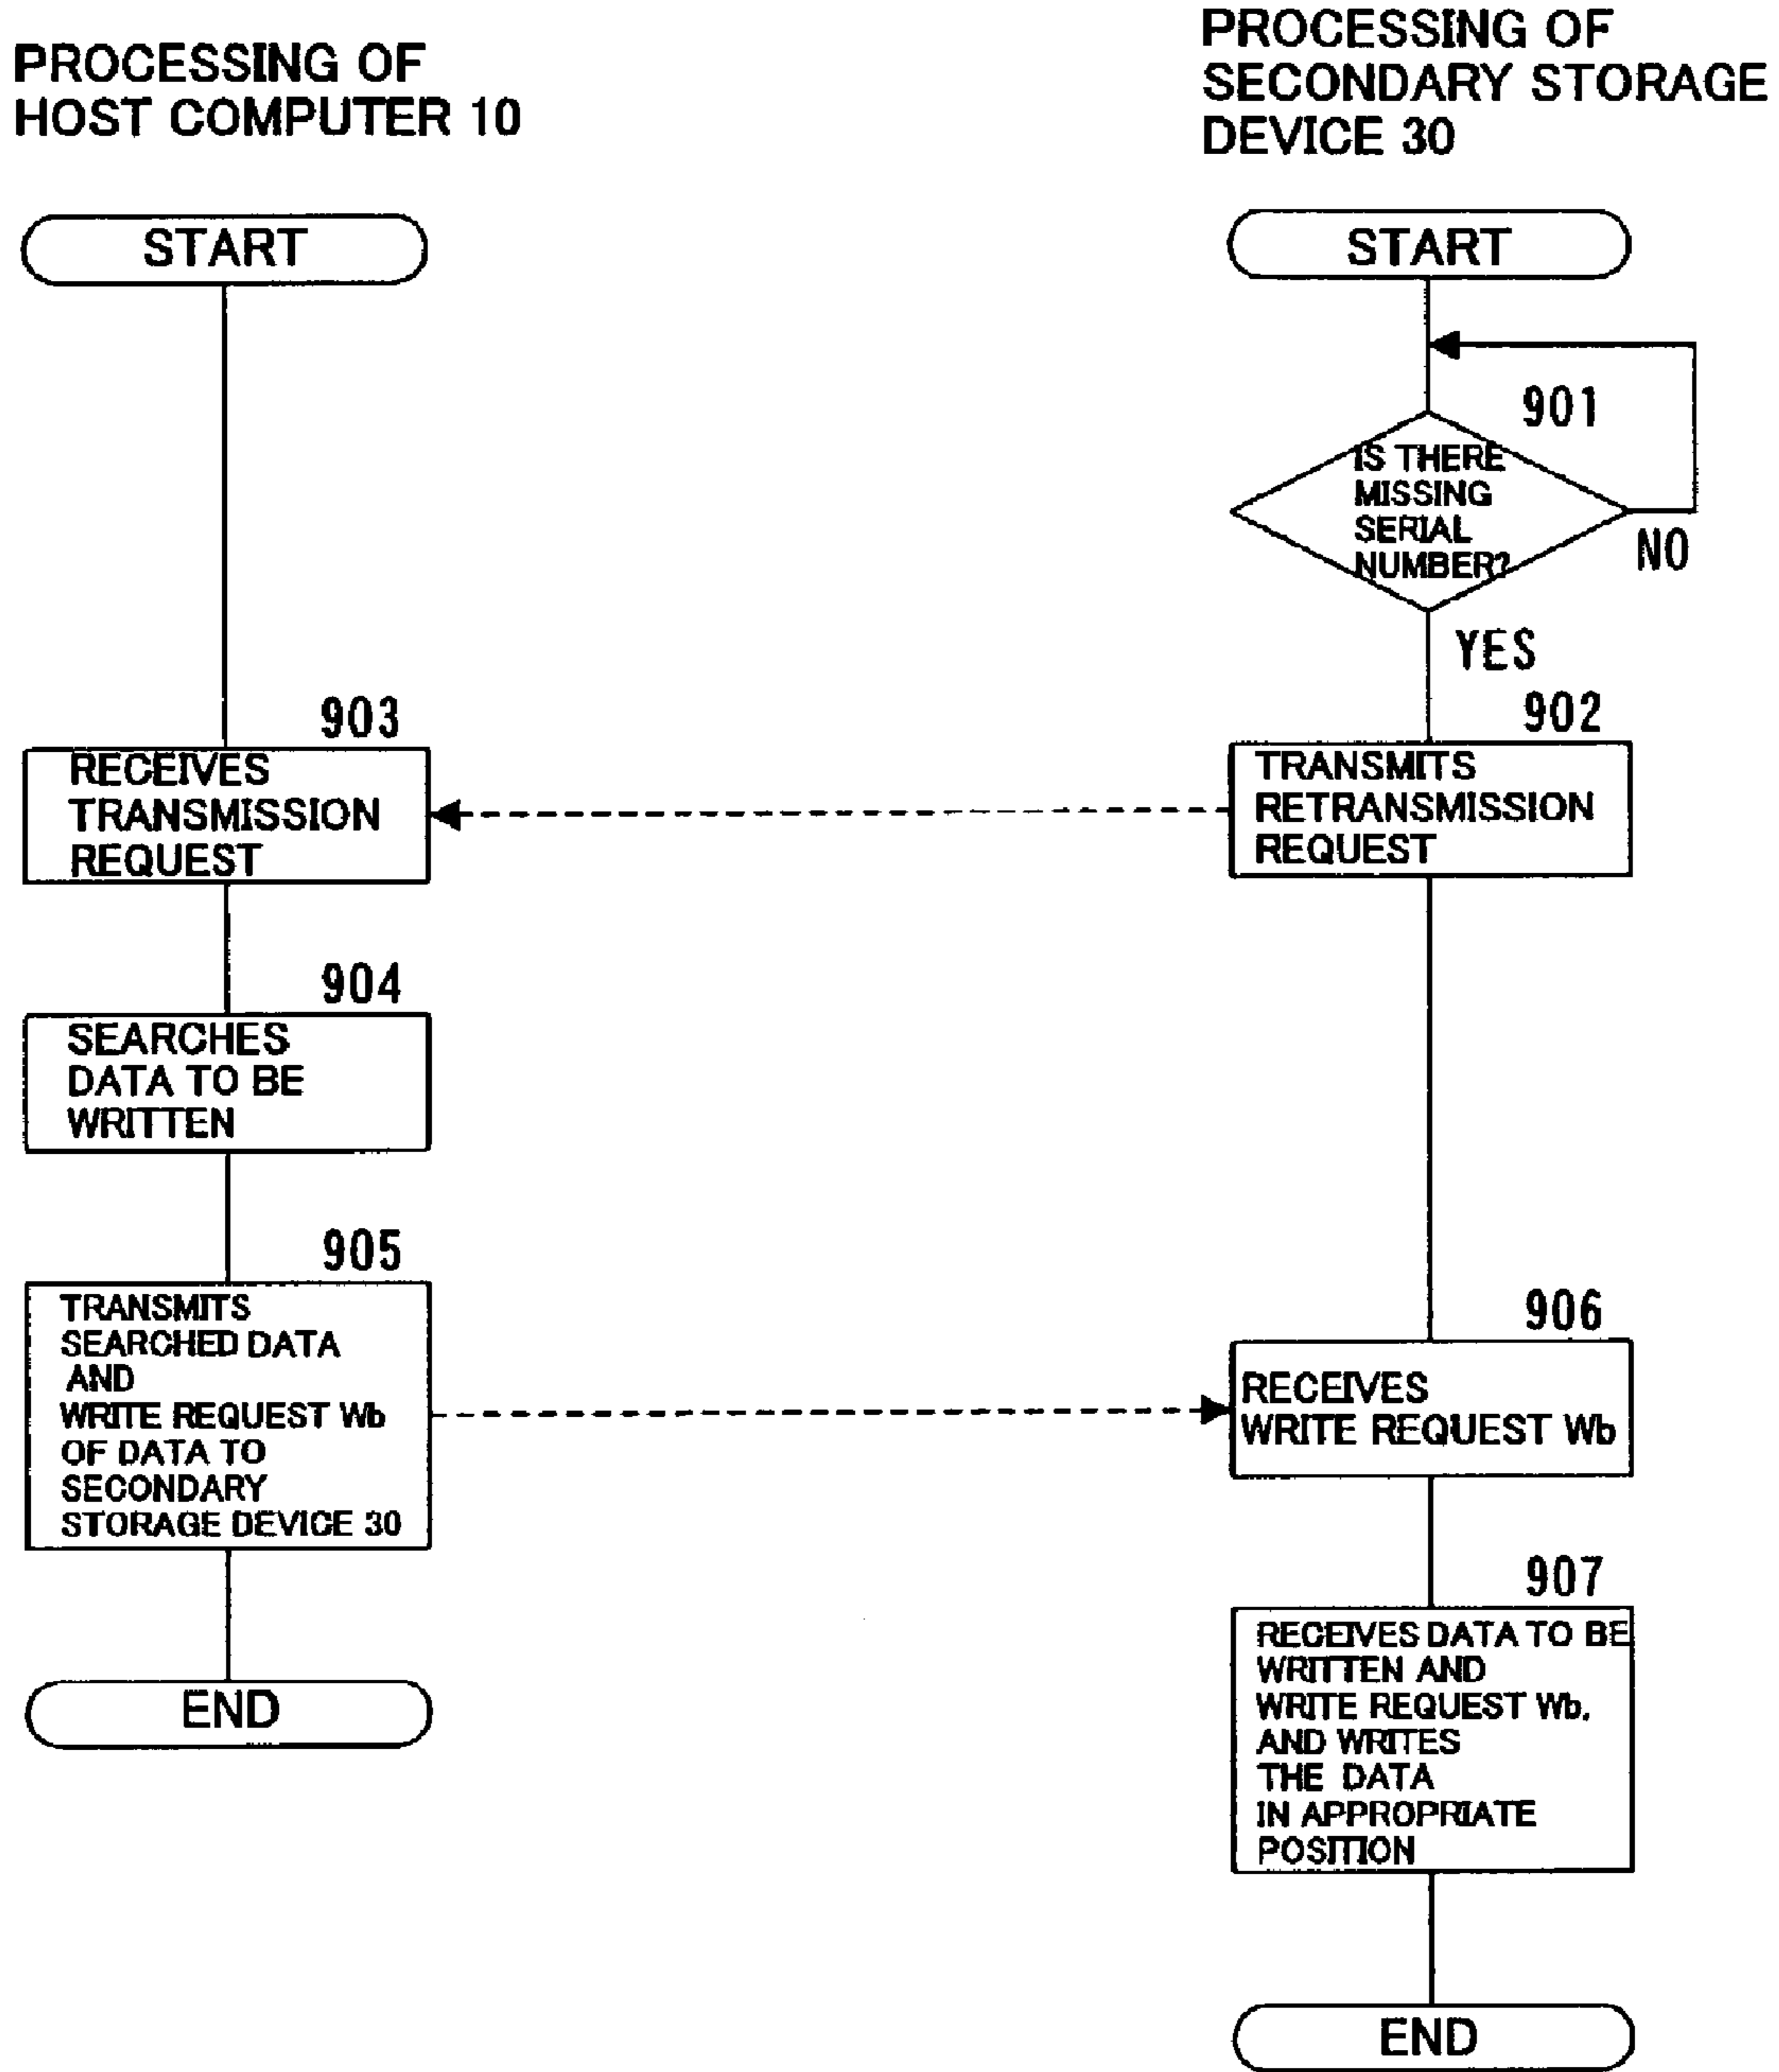 PROCESSING OF
HOST COMPUTER 10
START
903
RECEIVES
TRANSMISSION
REQUEST
904
SEARCHES
DATA TO BE
WRITTEN
905
TRANSMITS
SEARCHED DATA
AND
WRITE REQUEST Wb
OF DATA TO
SECONDARY
STORAGE DEVICE 30
END
PROCESSING OF
SECONDARY STORAGE
DEVICE 30
START
901
IS THERE
MISSING
SERIAL
NUMBER?
NO
YES
902
TRANSMITS
RETRANSMISSION
REQUEST
906
RECEIVES
WRITE REQUEST Wb
907
RECEIVES DATA TO BE
WRITTEN AND
WRITE REQUEST Wb,
AND WRITES
THE DATA
IN APPROPRIATE
POSITION
END